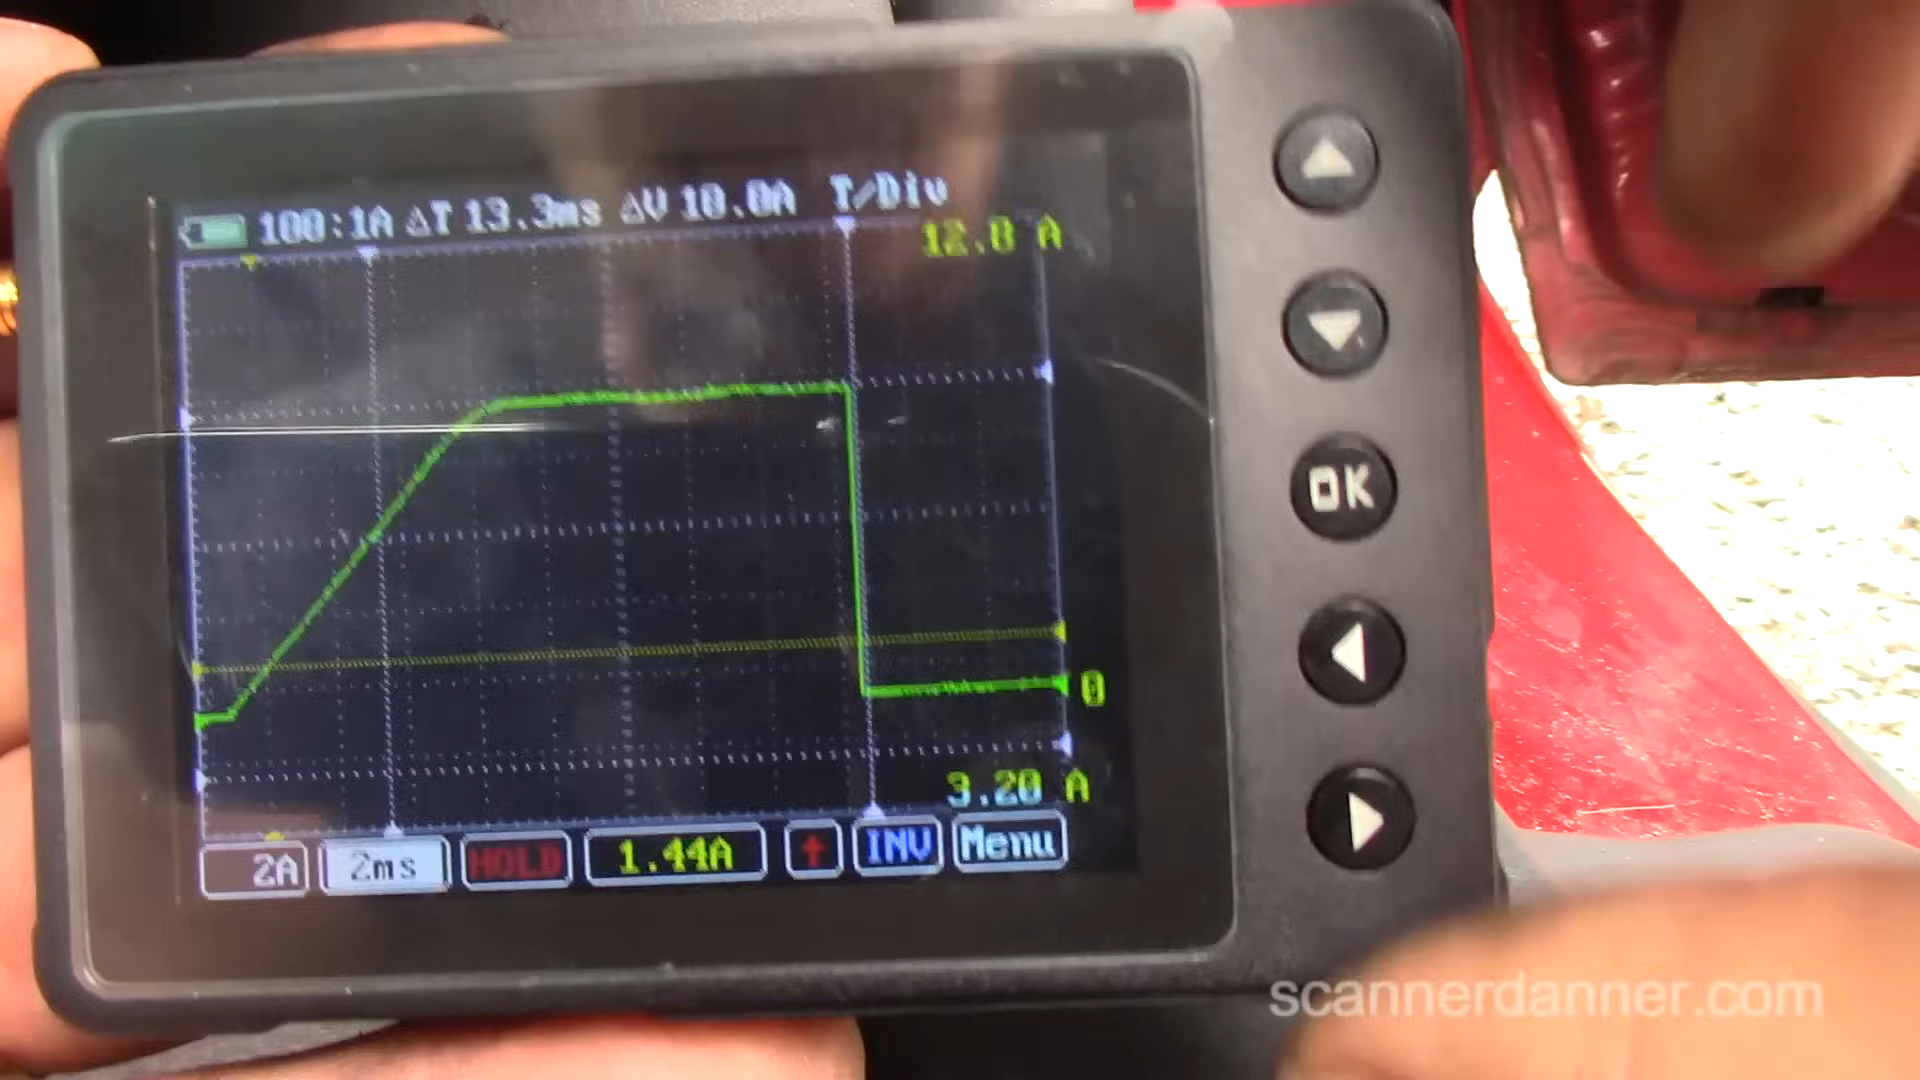 100:1A ΔT 13.3ms ΔV 10.0A T/Div
12.8 A
0
3.20 A
2A 2ms HOLD 1.44A ↑ INV Menu
OK
scannerdanner.com